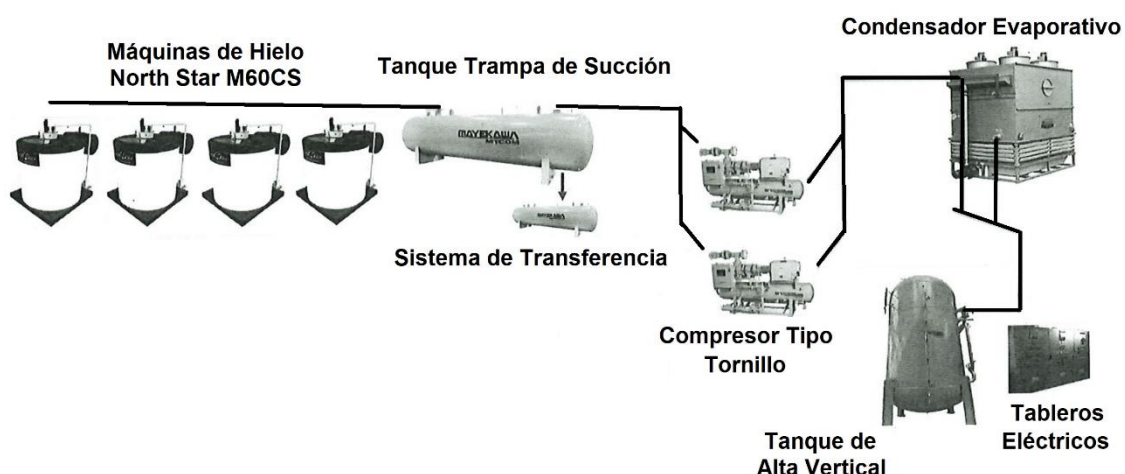 Máquinas de Hielo
North Star M60CS
Tanque Trampa de Succión
Condensador Evaporativo
MAYEKAWA
MYCOM
Sistema de Transferencia
Compresor Tipo
Tornillo
Tanque de
Alta Vertical
Tableros
Eléctricos